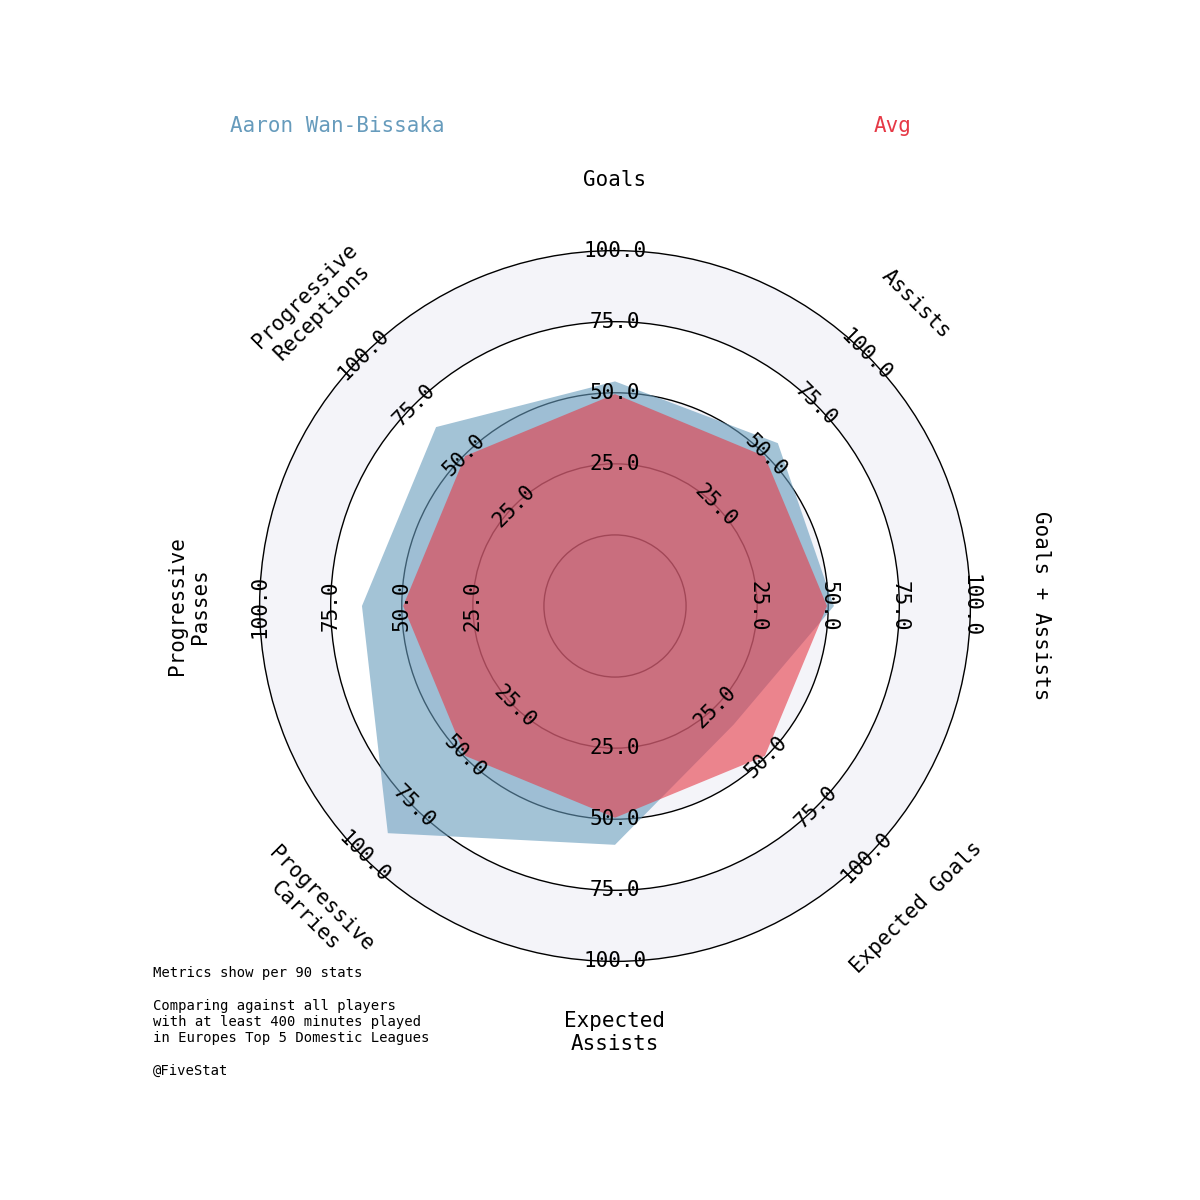 Aaron Wan-Bissaka
Avg
Goals
Assists
Goals + Assists
Expected Goals
Expected
Assists
Progressive
Carries
Progressive
Passes
Progressive
Receptions
100.0
75.0
50.0
25.0
100.0
75.0
50.0
25.0
100.0
75.0
50.0
25.0
100.0
75.0
50.0
25.0
100.0
75.0
50.0
25.0
100.0
75.0
50.0
25.0
100.0
75.0
50.0
25.0
100.0
75.0
50.0
25.0
Metrics show per 90 stats
Comparing against all players
with at least 400 minutes played
in Europes Top 5 Domestic Leagues
@FiveStat